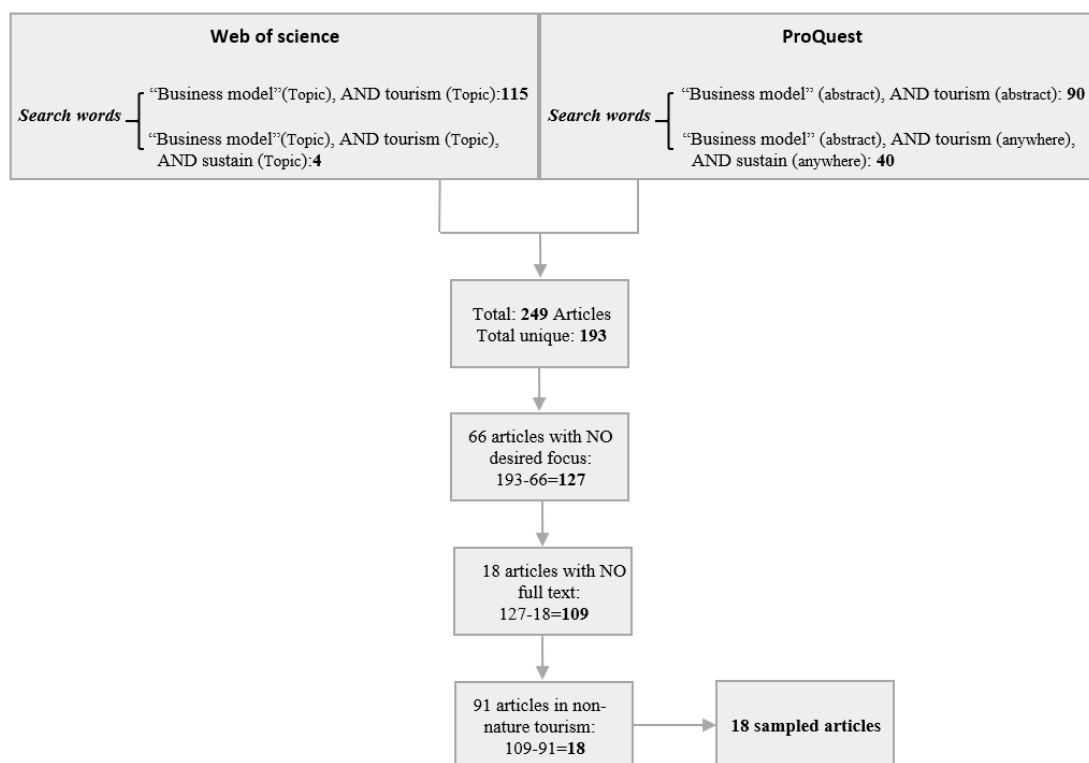 Web of science
Search words
“Business model”(Topic), AND tourism (Topic):115
“Business model”(Topic), AND tourism (Topic),
AND sustain (Topic):4
ProQuest
Search words
“Business model” (abstract), AND tourism (abstract): 90
“Business model” (abstract), AND tourism (anywhere),
AND sustain (anywhere): 40
Total: 249 Articles
Total unique: 193
66 articles with NO
desired focus:
193-66=127
18 articles with NO
full text:
127-18=109
91 articles in non-
nature tourism:
109-91=18
18 sampled articles